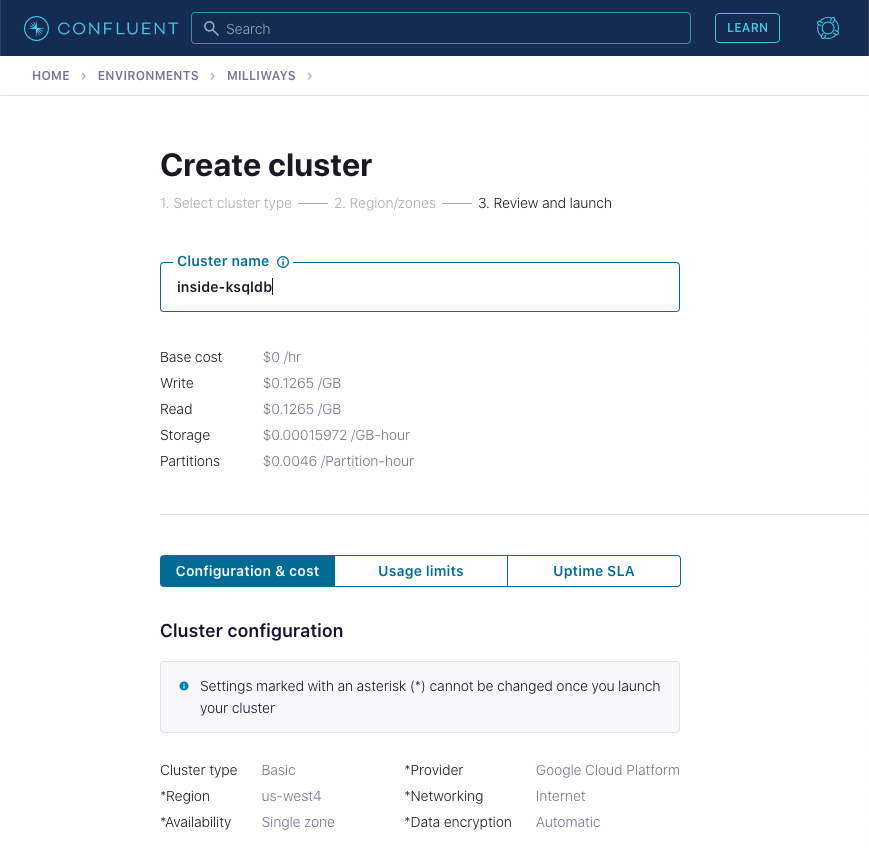 CONFLUENT
Search
LEARN
HOME > ENVIRONMENTS > MILLIWAYS >
Create cluster
1. Select cluster type 2. Region/zones 3. Review and launch
Cluster name
inside-ksqldb
Base cost $0 /hr
Write $0.1265 /GB
Read $0.1265 /GB
Storage $0.00015972 /GB-hour
Partitions $0.0046 /Partition-hour
Configuration & cost Usage limits Uptime SLA
Cluster configuration
Settings marked with an asterisk (*) cannot be changed once you launch
your cluster
Cluster type Basic *Provider Google Cloud Platform
*Region us-west4 *Networking Internet
*Availability Single zone *Data encryption Automatic